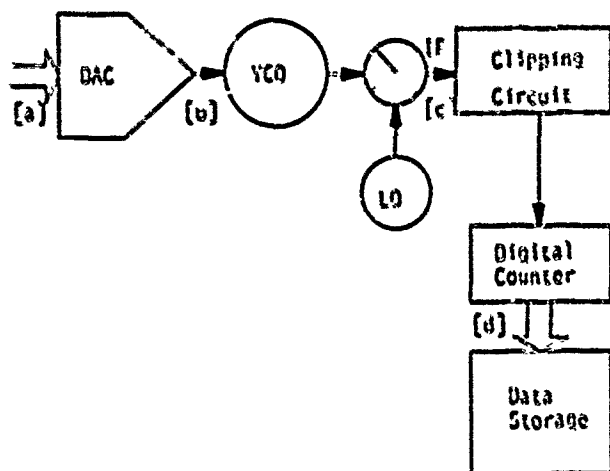 DAC
VCO
IF
Clipping
Circuit
[a]
[b]
[c]
LO
Digital
Counter
[d]
Data
Storage